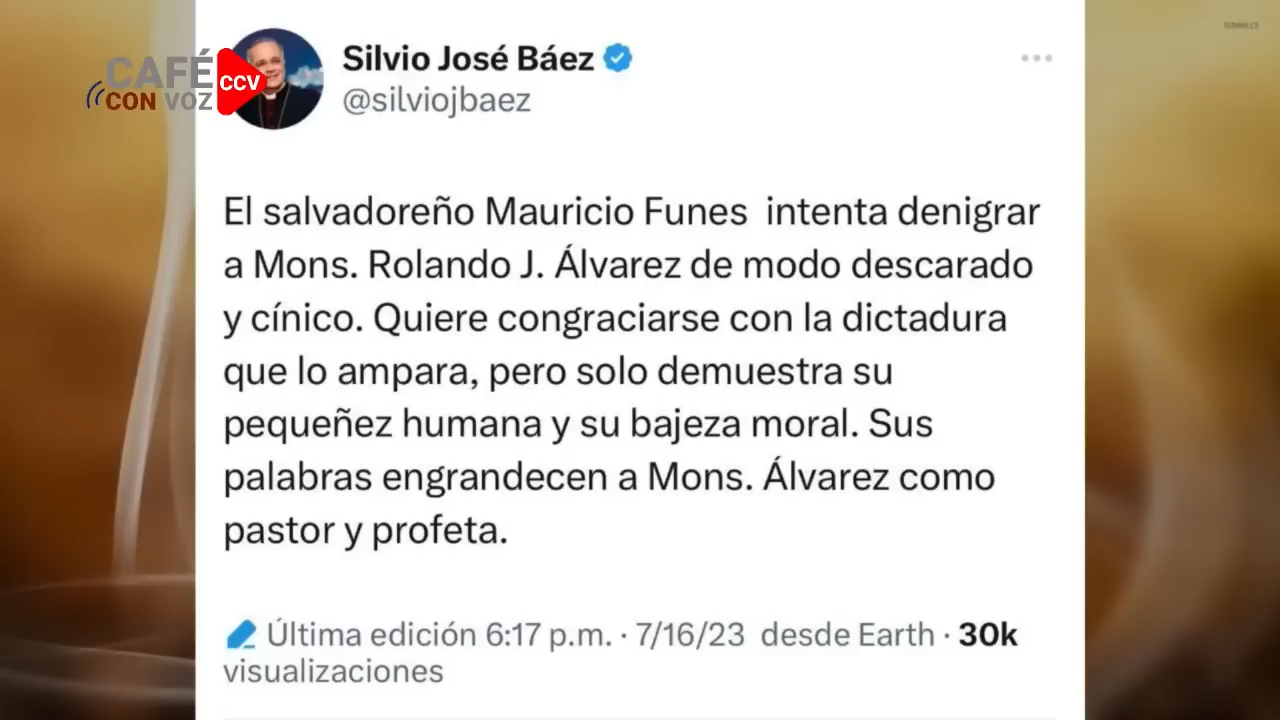 CAFÉ
CON VOZ
CCV
Silvio José Báez
@silviojbaez
El salvadoreño Mauricio Funes intenta denigrar
a Mons. Rolando J. Álvarez de modo descarado
y cínico. Quiere congraciarse con la dictadura
que lo ampara, pero solo demuestra su
pequeñez humana y su bajeza moral. Sus
palabras engrandecen a Mons. Álvarez como
pastor y profeta.
Última edición 6:17 p.m. · 7/16/23 desde Earth · 30k
visualizaciones